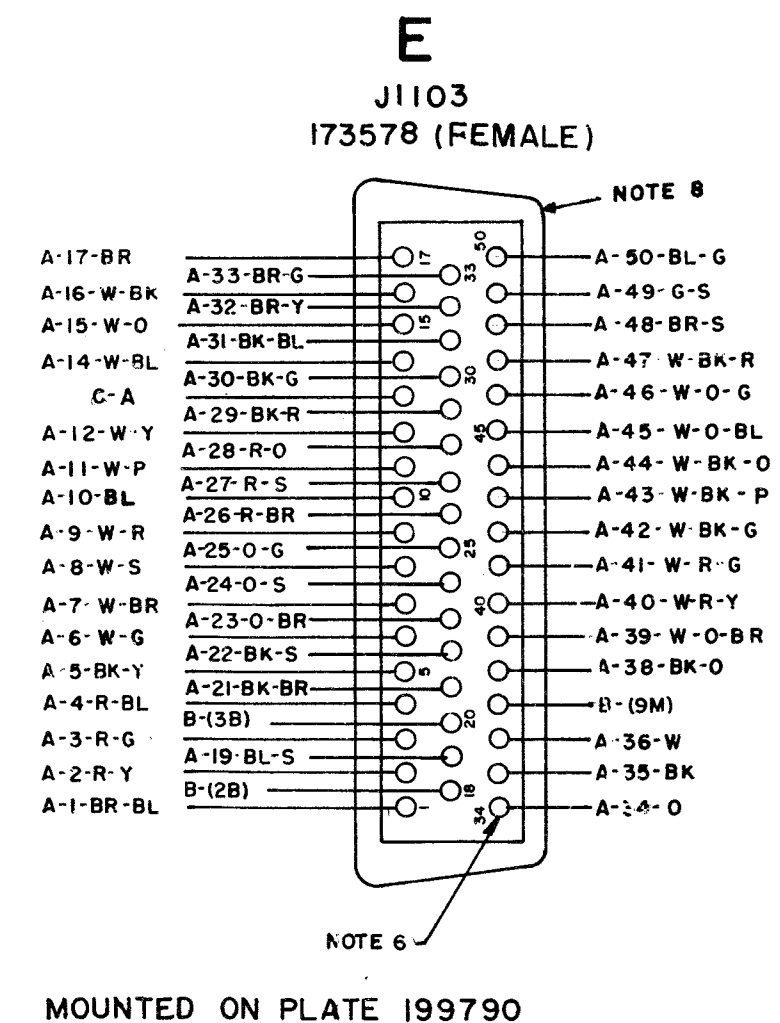 E
J1103
173578 (FEMALE)
NOTE 8
A-17-BR
A-33-BR-G
A-16-W-BK
A-32-BR-Y
A-15-W-O
A-31-BK-BL
A-14-W-BL
A-30-BK-G
C-A
A-29-BK-R
A-12-W-Y
A-28-R-O
A-11-W-P
A-27-R-S
A-10-BL
A-26-R-BR
A-9-W-R
A-25-O-G
A-8-W-S
A-24-O-S
A-7-W-BR
A-23-O-BR
A-6-W-G
A-22-BK-S
A-5-BK-Y
A-21-BK-BR
A-4-R-BL
B-(3B)
A-3-R-G
A-19-BL-S
A-2-R-Y
B-(2B)
A-1-BR-BL
17
33
50
15
30
45
10
25
40
5
20
1
18
34
A-50-BL-G
A-49-G-S
A-48-BR-S
A-47-W-BK-R
A-46-W-O-G
A-45-W-O-BL
A-44-W-BK-O
A-43-W-BK-P
A-42-W-BK-G
A-41-W-R-G
A-40-W-R-Y
A-39-W-O-BR
A-38-BK-O
B-(9M)
A-36-W
A-35-BK
A-34-O
NOTE 6
MOUNTED ON PLATE 199790